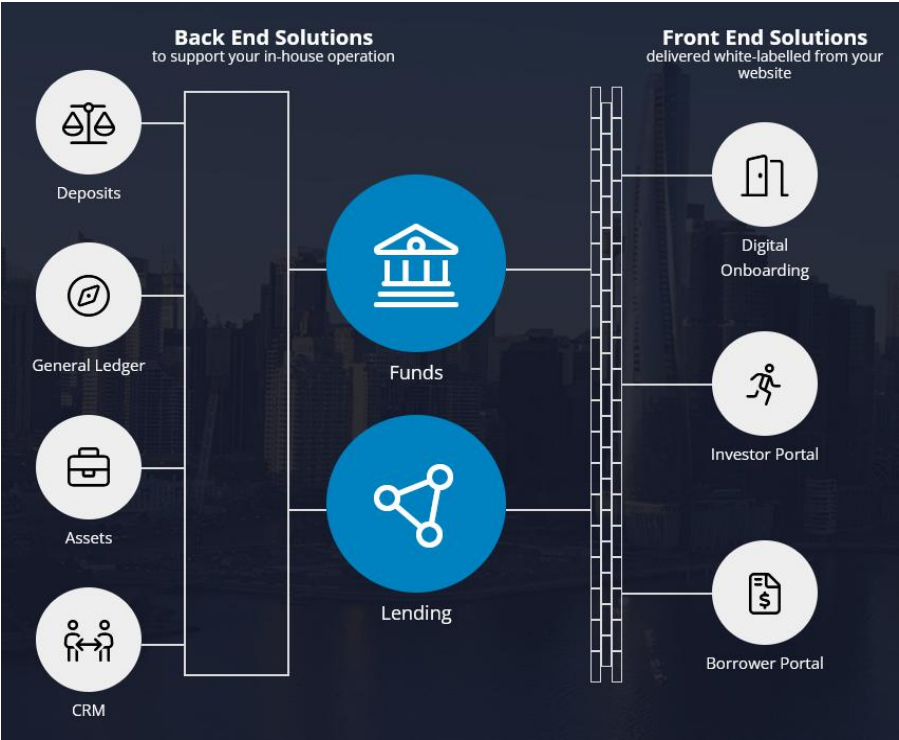 Back End Solutions
to support your in-house operation
Front End Solutions
delivered white-labelled from your
website
Deposits
General Ledger
Assets
CRM
Funds
Lending
Digital
Onboarding
Investor Portal
Borrower Portal